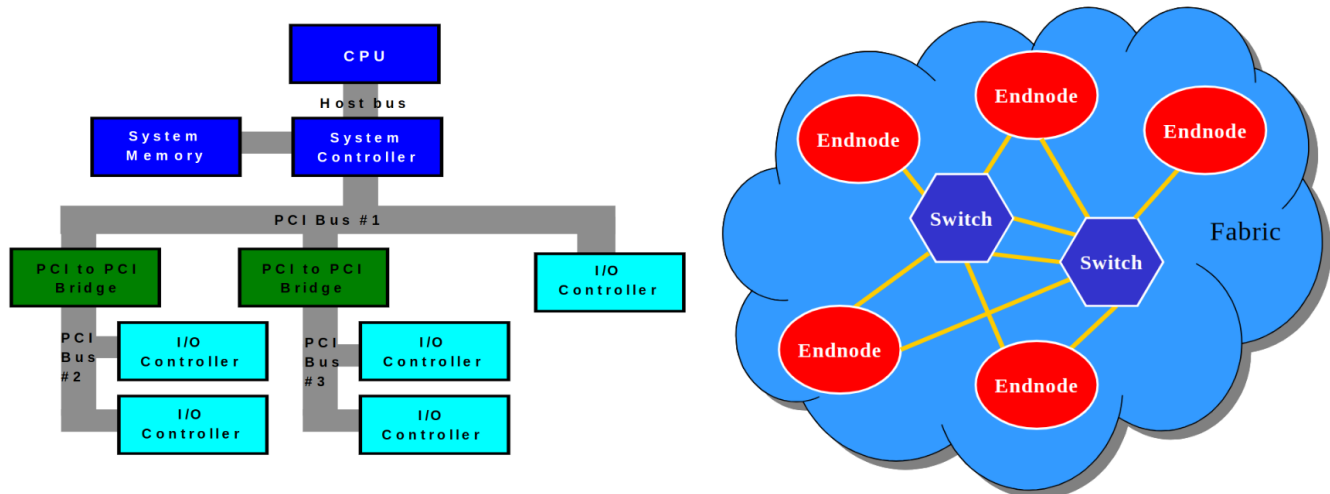 CPU
Host bus
System
Memory
System
Controller
PCI Bus #1
PCI to PCI
Bridge
PCI to PCI
Bridge
I/O
Controller
PCI
Bus
#2
I/O
Controller
I/O
Controller
PCI
Bus
#3
I/O
Controller
I/O
Controller
Endnode
Endnode
Endnode
Switch
Switch
Fabric
Endnode
Endnode